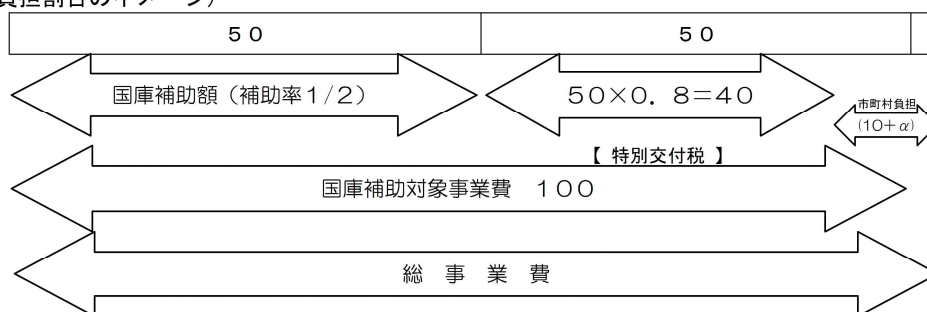 負担割合のイメージ）
５０
５０
国庫補助額（補助率１/２）
５０×０．８＝４０
市町村負担
(10＋α)
【 特別交付税 】
国庫補助対象事業費　１００
総　事　業　費